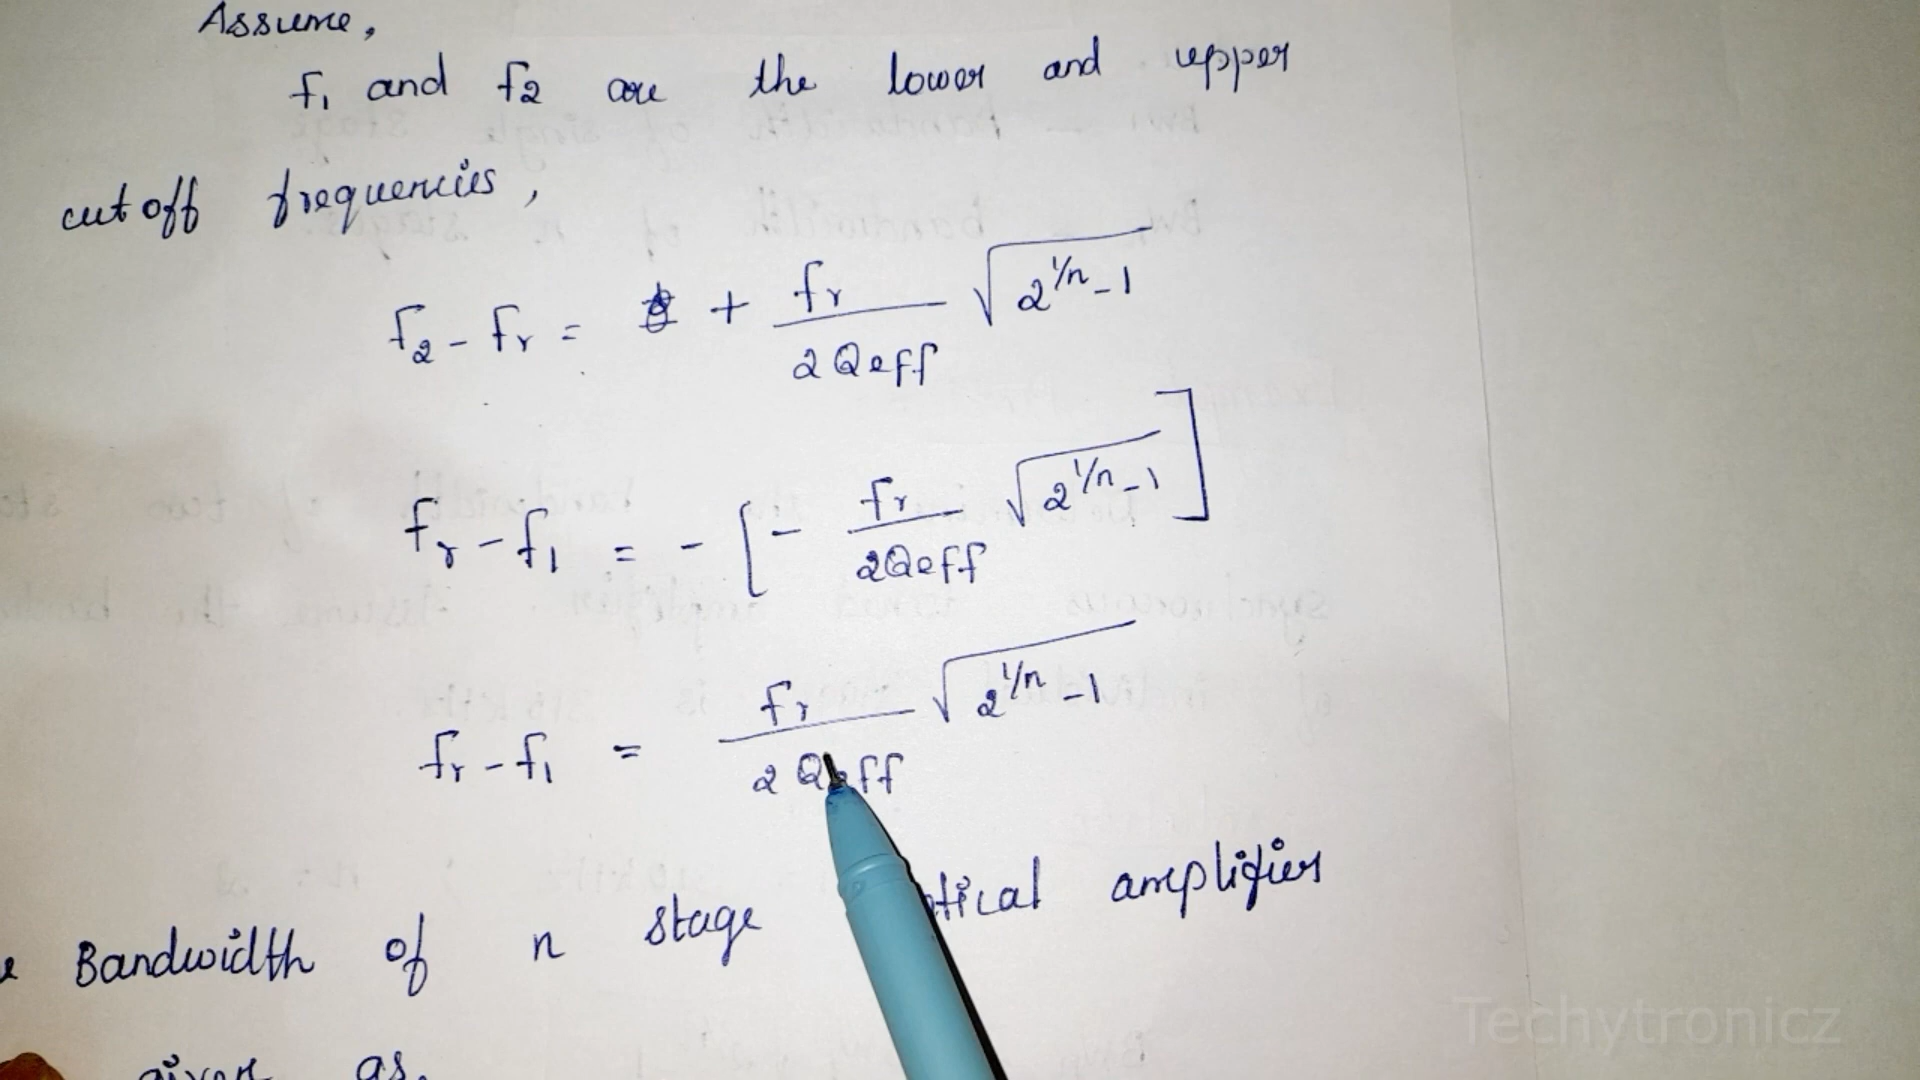 Assume,
f1 and f2 are the lower and upper
cutoff frequencies,
f2 - fr = + fr / 2Qeff √(2^1/n - 1)
fr - f1 = - [ - fr / 2Qeff √(2^1/n - 1) ]
fr - f1 = fr / 2Qeff √(2^1/n - 1)
Bandwidth of n stage amplifier
given as.
Techytronicz